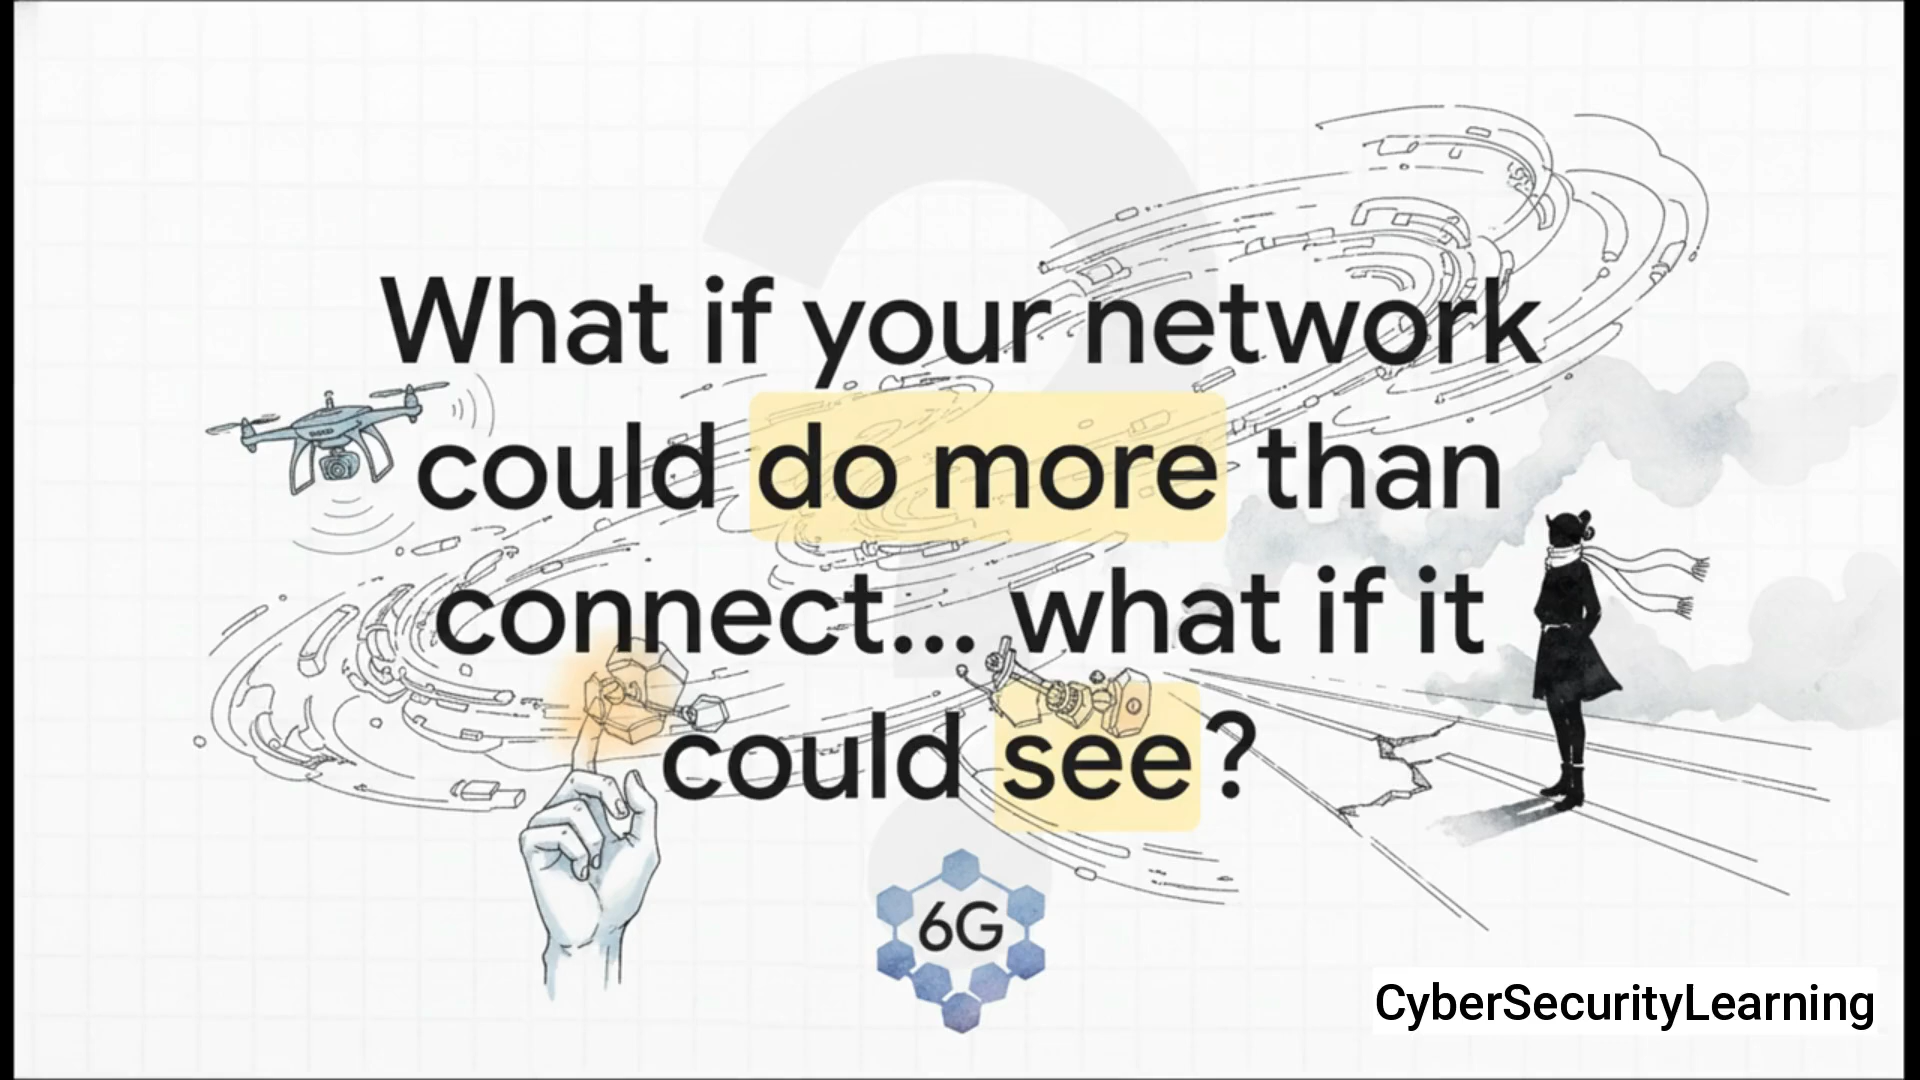 What if your network
could do more than
connect... what if it
could see?
6G
CyberSecurityLearning